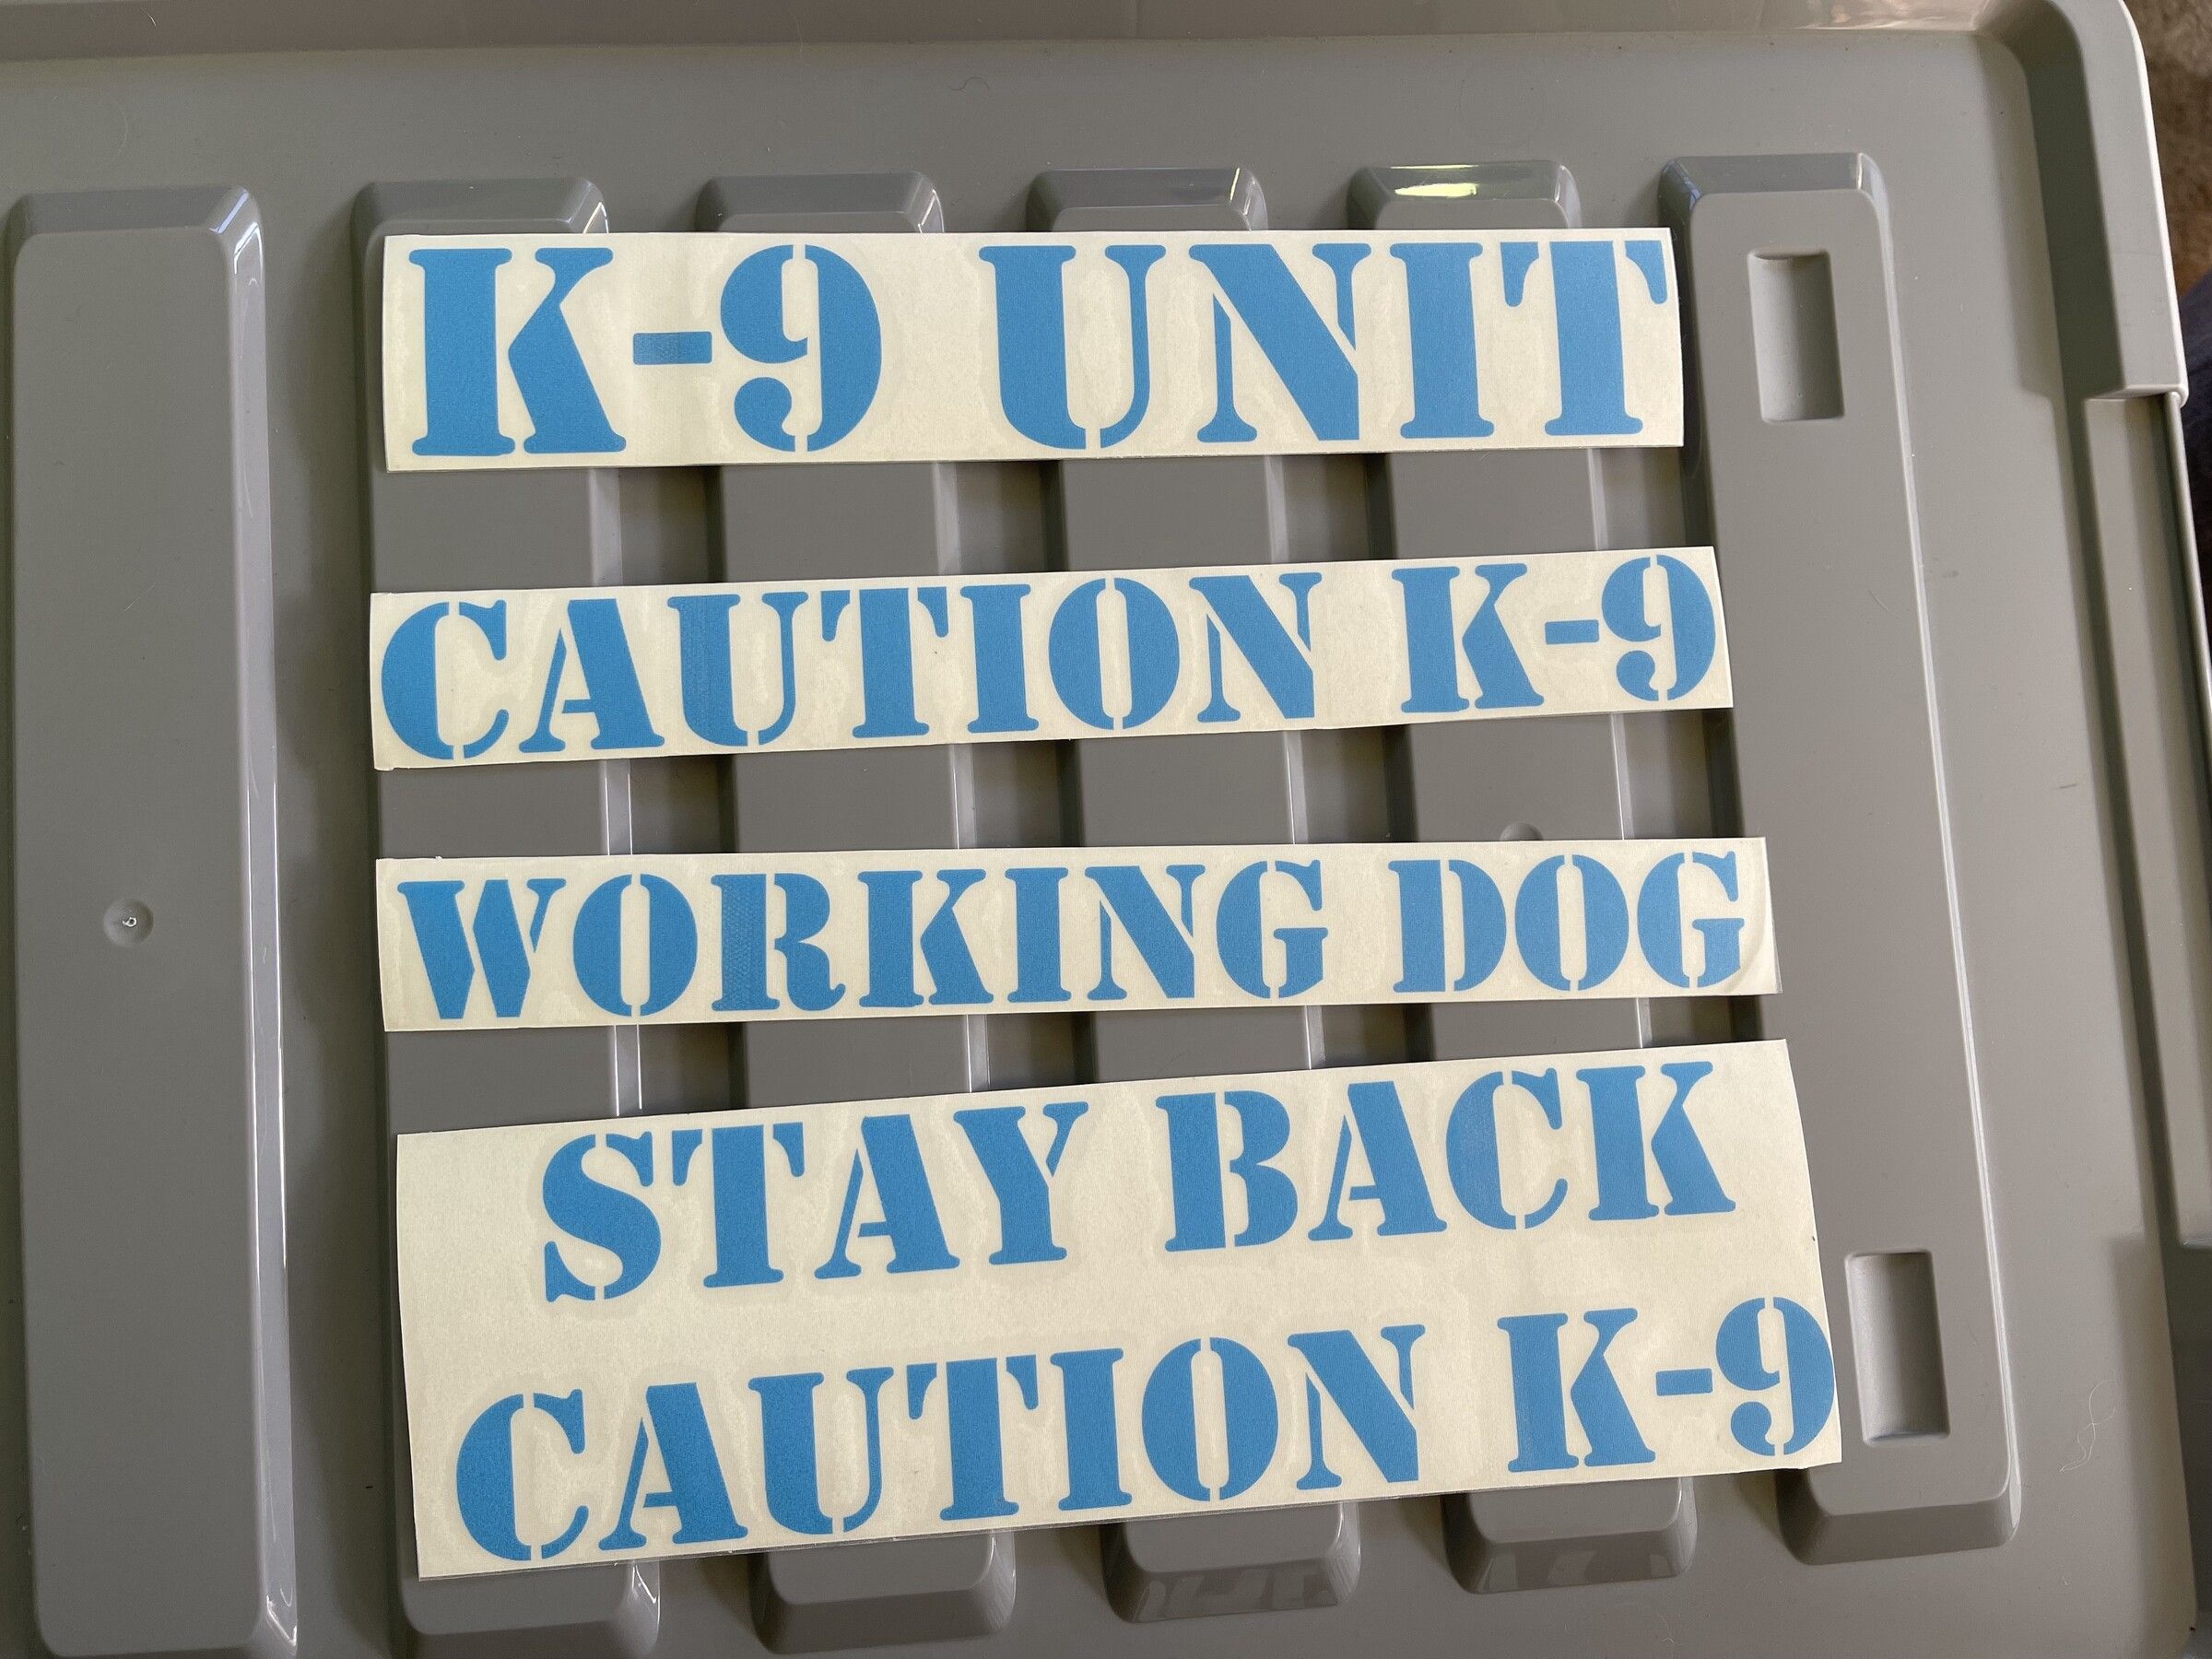 K-9 UNIT
CAUTION K-9
WORKING DOG
STAY BACK
CAUTION K-9